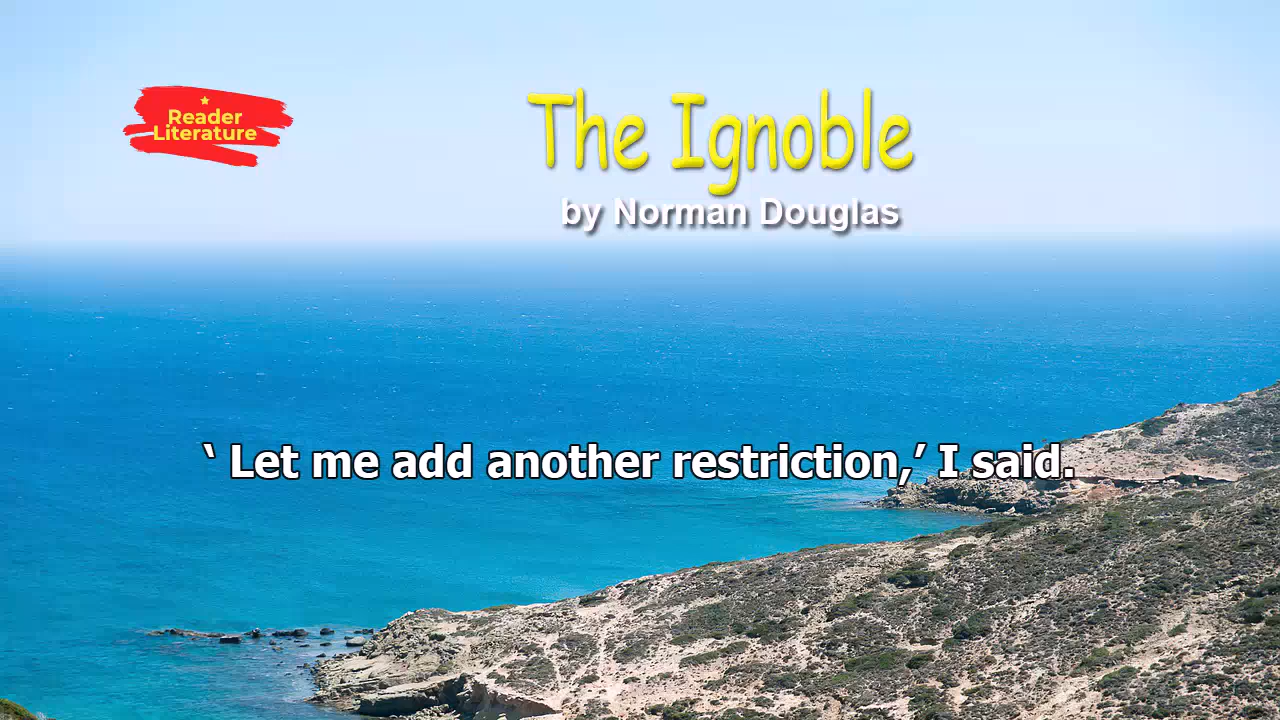 Reader
Literature
The Ignoble
by Norman Douglas
‘ Let me add another restriction,’ I said.